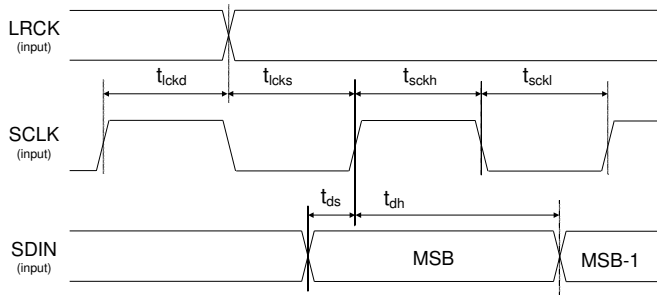 LRCK
(input)
tlckd
tlcks
tsckh
tsckl
SCLK
(input)
tds
tdh
SDIN
(input)
MSB
MSB-1